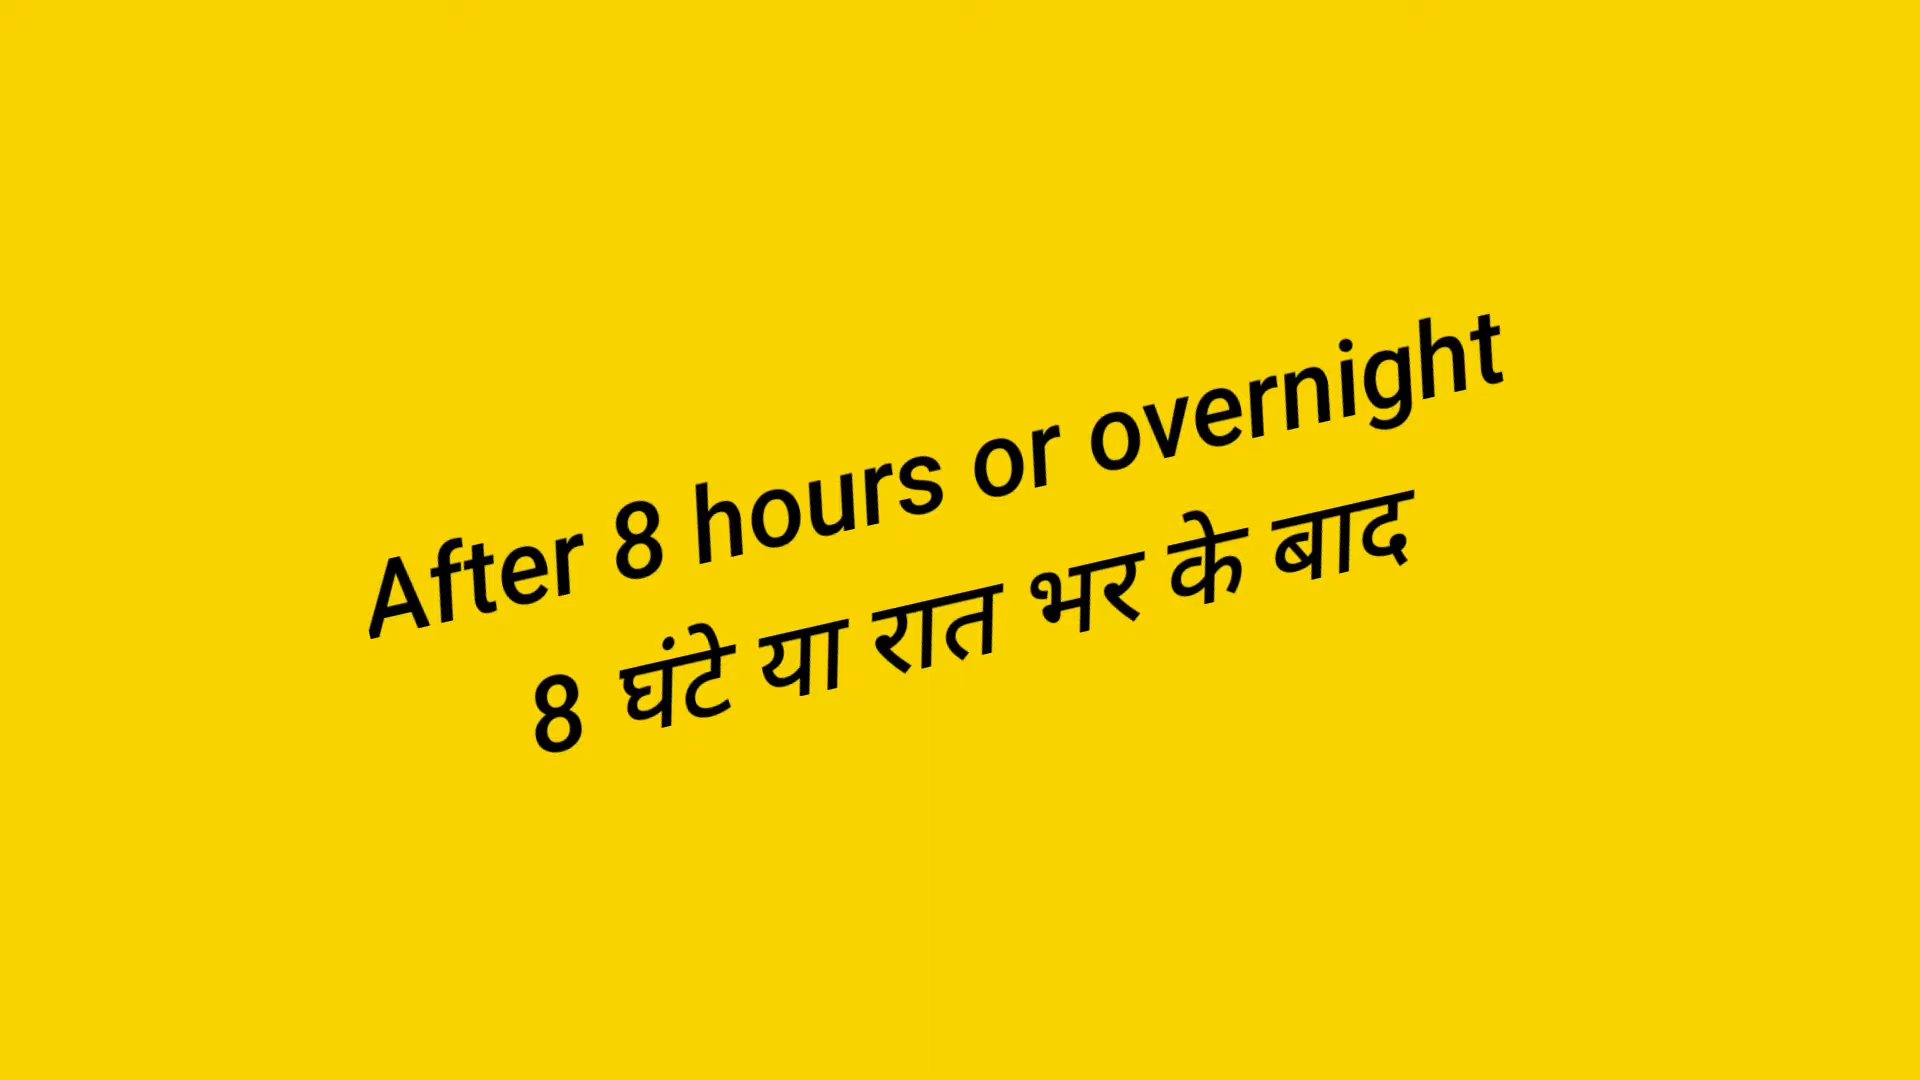 After 8 hours or overnight
8 घंटे या रात भर के बाद